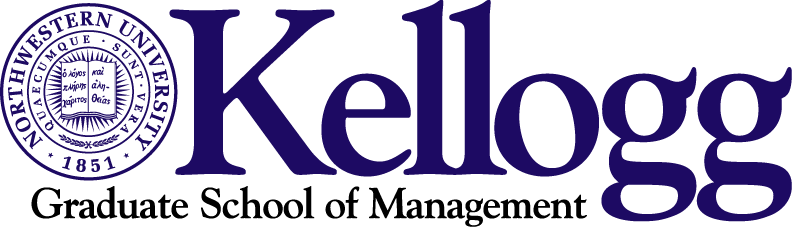 NORTHWESTERN UNIVERSITY
QUAECUMQUE · SUNT · VERA
ὁ λόγος καὶ
πλήρης ἀλη-
χάριτος θείας
· 1851 ·
Kellogg
Graduate School of Management